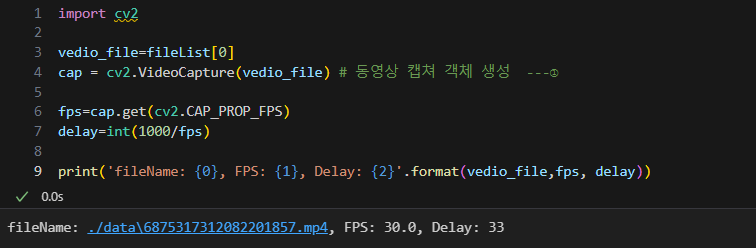 1 import cv2
2
3 vedio_file=fileList[0]
4 cap = cv2.VideoCapture(vedio_file) # 동영상 캡쳐 객체 생성  ---①
5
6 fps=cap.get(cv2.CAP_PROP_FPS)
7 delay=int(1000/fps)
8
9 print('fileName: {0}, FPS: {1}, Delay: {2}'.format(vedio_file,fps, delay))
0.0s
fileName: ./data\6875317312082201857.mp4, FPS: 30.0, Delay: 33